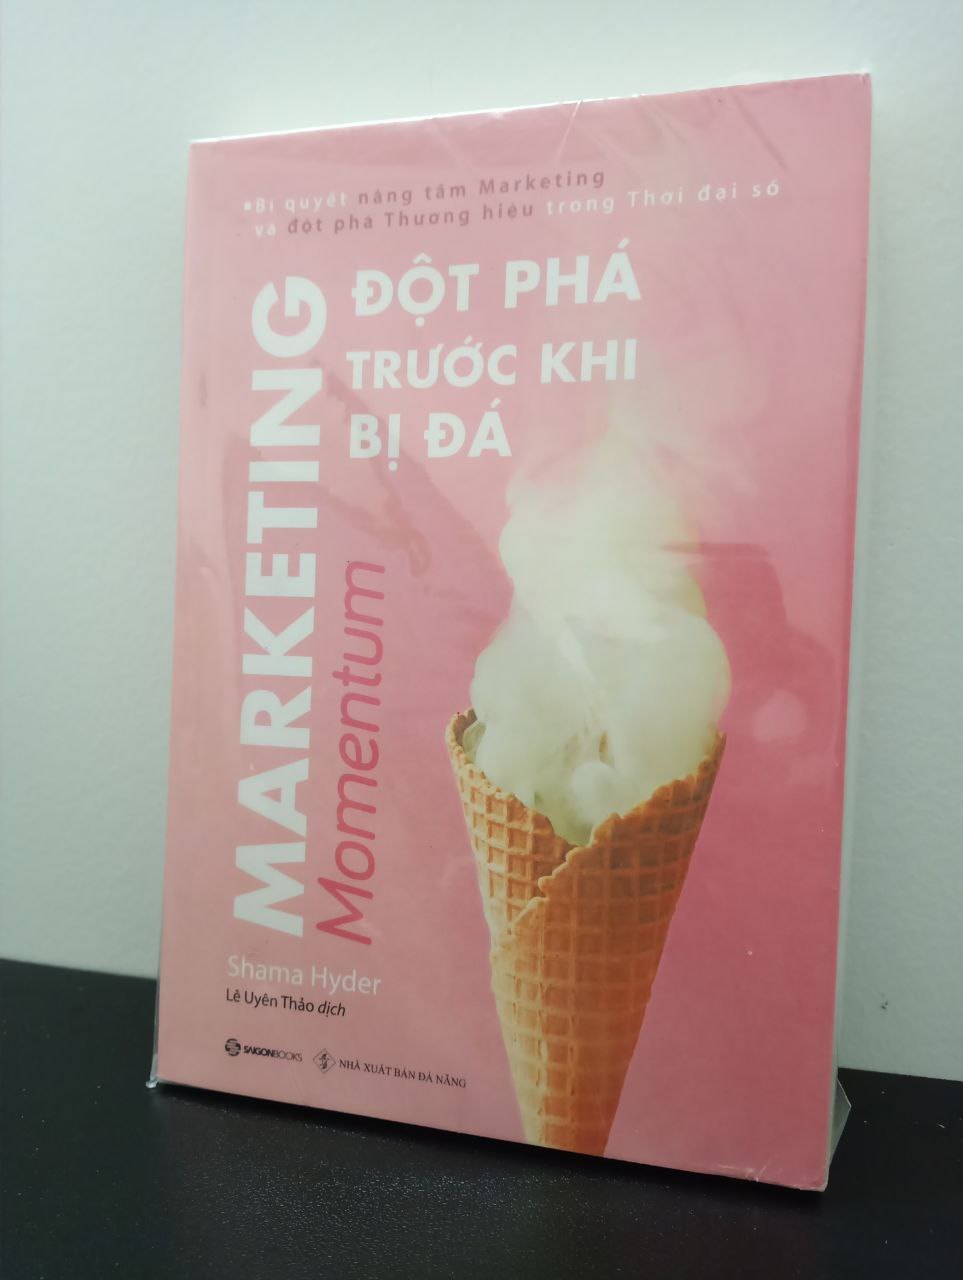 Bí quyết nâng tầm Marketing
và đột phá Thương hiệu trong Thời đại số
MARKETING
ĐỘT PHÁ
TRƯỚC KHI
BỊ ĐÁ
Momentum
Shama Hyder
Lê Uyên Thảo dịch
SAIGONBOOKS
NHÀ XUẤT BẢN ĐÀ NẴNG